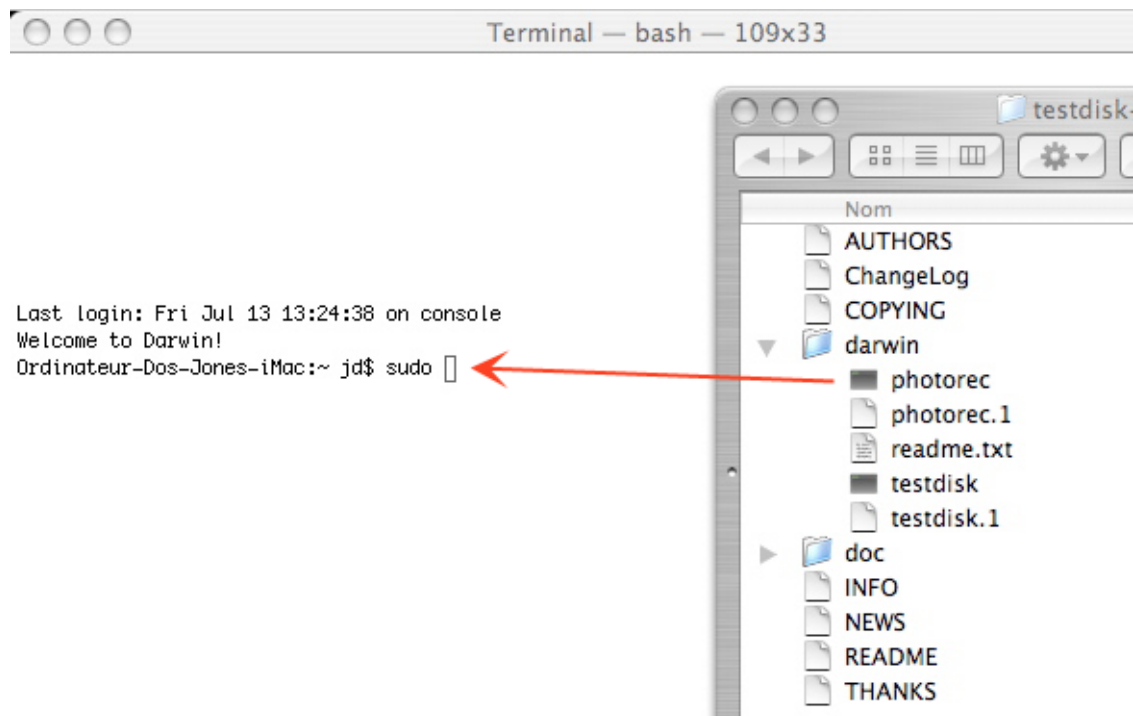 Terminal — bash — 109x33
testdisk-
Nom
AUTHORS
ChangeLog
COPYING
darwin
photorec
photorec.1
readme.txt
testdisk
testdisk.1
doc
INFO
NEWS
README
THANKS
Last login: Fri Jul 13 13:24:38 on console
Welcome to Darwin!
Ordinateur-Dos-Jones-iMac:~ jd$ sudo